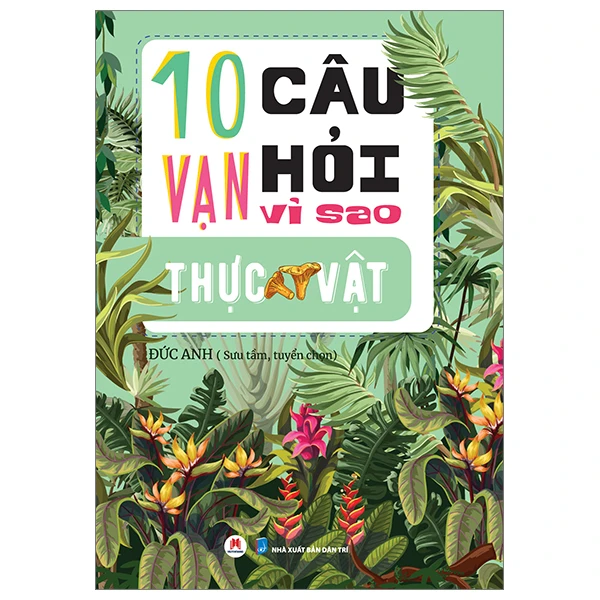 10 CÂU
VẠN HỎI
vì sao
THỰC VẬT
ĐỨC ANH ( Sưu tầm, tuyển chọn)
NHÀ XUẤT BẢN DÂN TRÍ